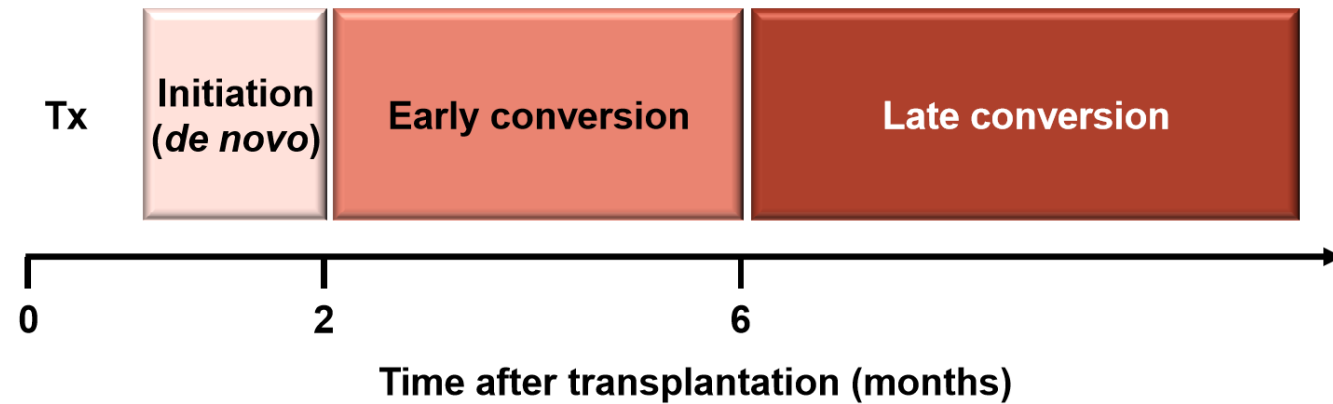 Tx
Initiation
(de novo)
Early conversion
Late conversion
0
2
6
Time after transplantation (months)